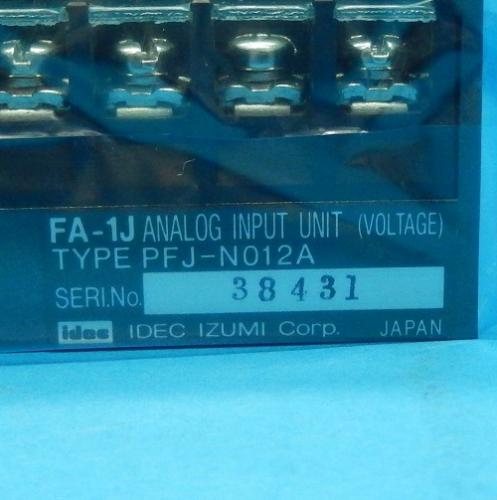 FA-1J ANALOG INPUT UNIT (VOLTAGE)
TYPE PFJ-N012A
SERI.No. 38431
idec IDEC IZUMI Corp. JAPAN